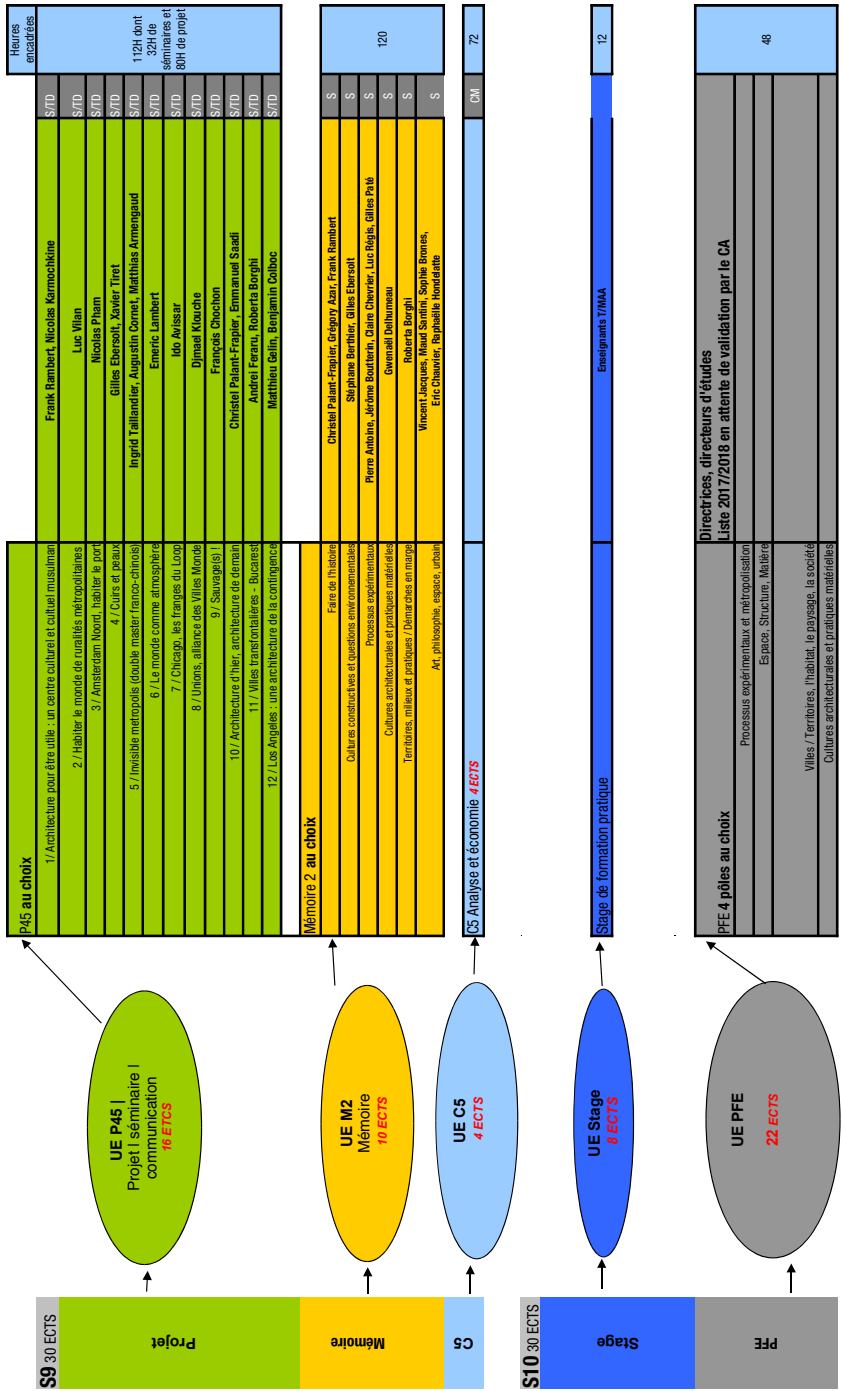 S9 30 ECTS
Projet
UE P45 |
Projet | séminaire |
communication
16 ETCS
P45 au choix
Heures
encadrées
1/ Architecture pour être utile : un centre culturel et cultuel musulman
Frank Rambert, Nicolas Karmochkine
S/TD
2 / Habiter le monde de ruralités métropolitaines
Luc Vilan
S/TD
3 / Amsterdam Noord, habiter le port
Nicolas Pham
S/TD
4 / Cuirs et peaux
Gilles Ebersolt, Xavier Tiret
S/TD
5 / Invisible metropolis (double master franco-chinois)
Ingrid Taillandier, Augustin Cornet, Matthias Armengaud
S/TD
6 / Le monde comme atmosphère
Emeric Lambert
S/TD
7 / Chicago, les franges du Loop
Ido Avissar
S/TD
8 / Unions, alliance des Villes Monde
Djmael Klouche
S/TD
9 / Sauvage(s) !
François Chochon
S/TD
10 / Architecture d'hier, architecture de demain
Christel Palant-Frapier, Emmanuel Saadi
S/TD
11 / Villes transfontalières - Bucarest
Andrei Feraru, Roberta Borghi
S/TD
12 / Los Angeles : une architecture de la contingence
Matthieu Gelin, Benjamin Colboc
S/TD
112H dont
32H de
séminaires et
80H de projet
Mémoire
UE M2
Mémoire
10 ECTS
Mémoire 2 au choix
Faire de l'histoire
Christel Palant-Frapier, Grégory Azar, Frank Rambert
S
Cultures constructives et questions environnementales
Stéphane Berthier, Gilles Ebersolt
S
Processus expérimentaux
Pierre Antoine, Jérôme Boutterin, Claire Chevrier, Luc Régis, Gilles Paté
S
Cultures architecturales et pratiques matérielles
Gwenaël Delhumeau
S
Territoires, milieux et pratiques / Démarches en marge
Roberta Borghi
S
Art, philosophie, espace, urbain
Vincent Jacques, Maud Santini, Sophie Brones,
Eric Chauvier, Raphaëlle Hondelatte
S
120
C5
UE C5
4 ECTS
C5 Analyse et économie 4 ECTS
CM
72
S10 30 ECTS
Stage
UE Stage
8 ECTS
Stage de formation pratique
Enseignants T/MAA
12
PFE
UE PFE
22 ECTS
PFE 4 pôles au choix
Directrices, directeurs d'études
Liste 2017/2018 en attente de validation par le CA
Processus expérimentaux et métropolisation
Espace, Structure, Matière
Villes / Territoires, l'habitat, le paysage, la société
Cultures architecturales et pratiques matérielles
48